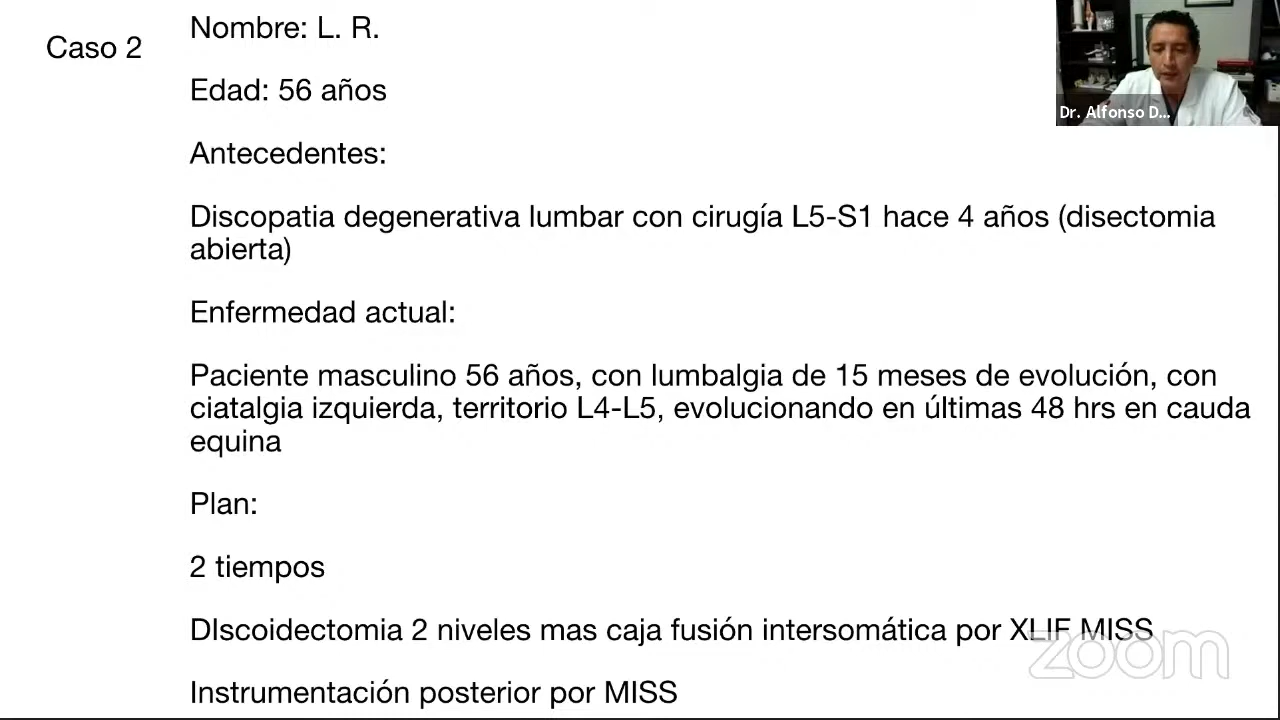 Caso 2
Nombre: L. R.
Edad: 56 años
Antecedentes:
Discopatia degenerativa lumbar con cirugía L5-S1 hace 4 años (disectomia
abierta)
Enfermedad actual:
Paciente masculino 56 años, con lumbalgia de 15 meses de evolución, con
ciatalgia izquierda, territorio L4-L5, evolucionando en últimas 48 hrs en cauda
equina
Plan:
2 tiempos
DIscoidectomia 2 niveles mas caja fusión intersomática por XLIF MISS
Instrumentación posterior por MISS
Dr. Alfonso D...
zoom